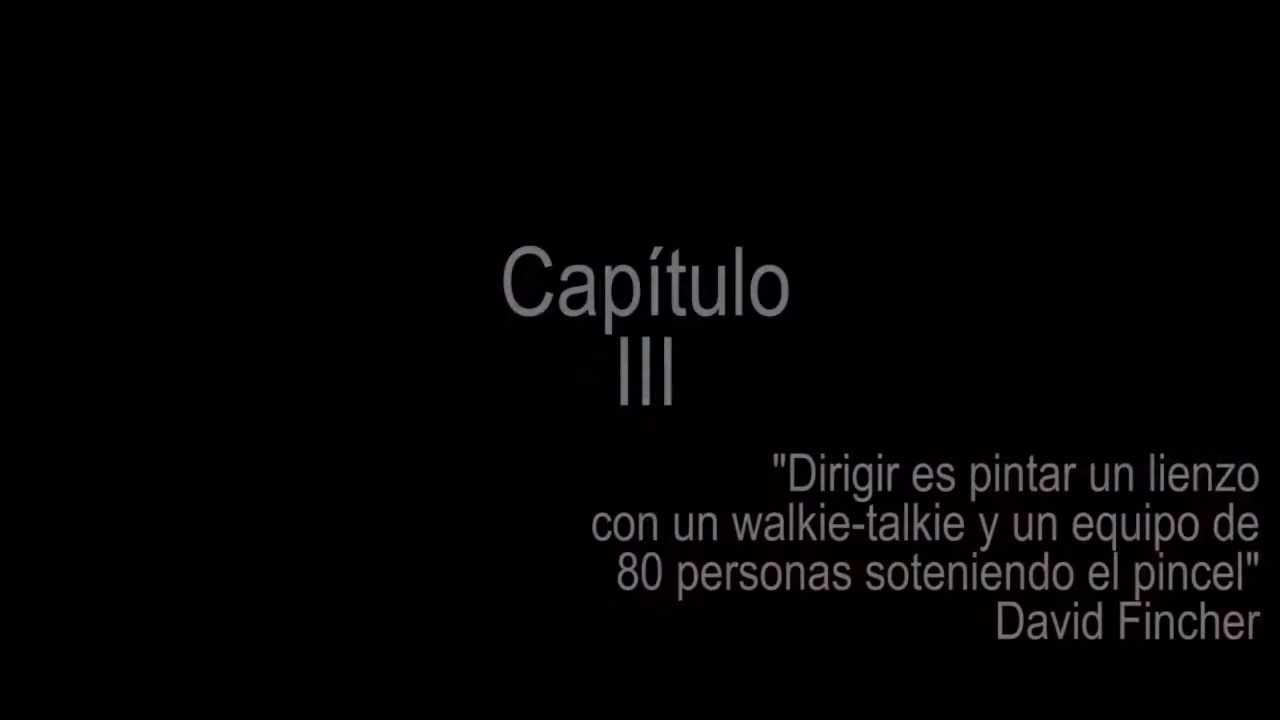 Capítulo
III
"Dirigir es pintar un lienzo
con un walkie-talkie y un equipo de
80 personas soteniendo el pincel"
David Fincher